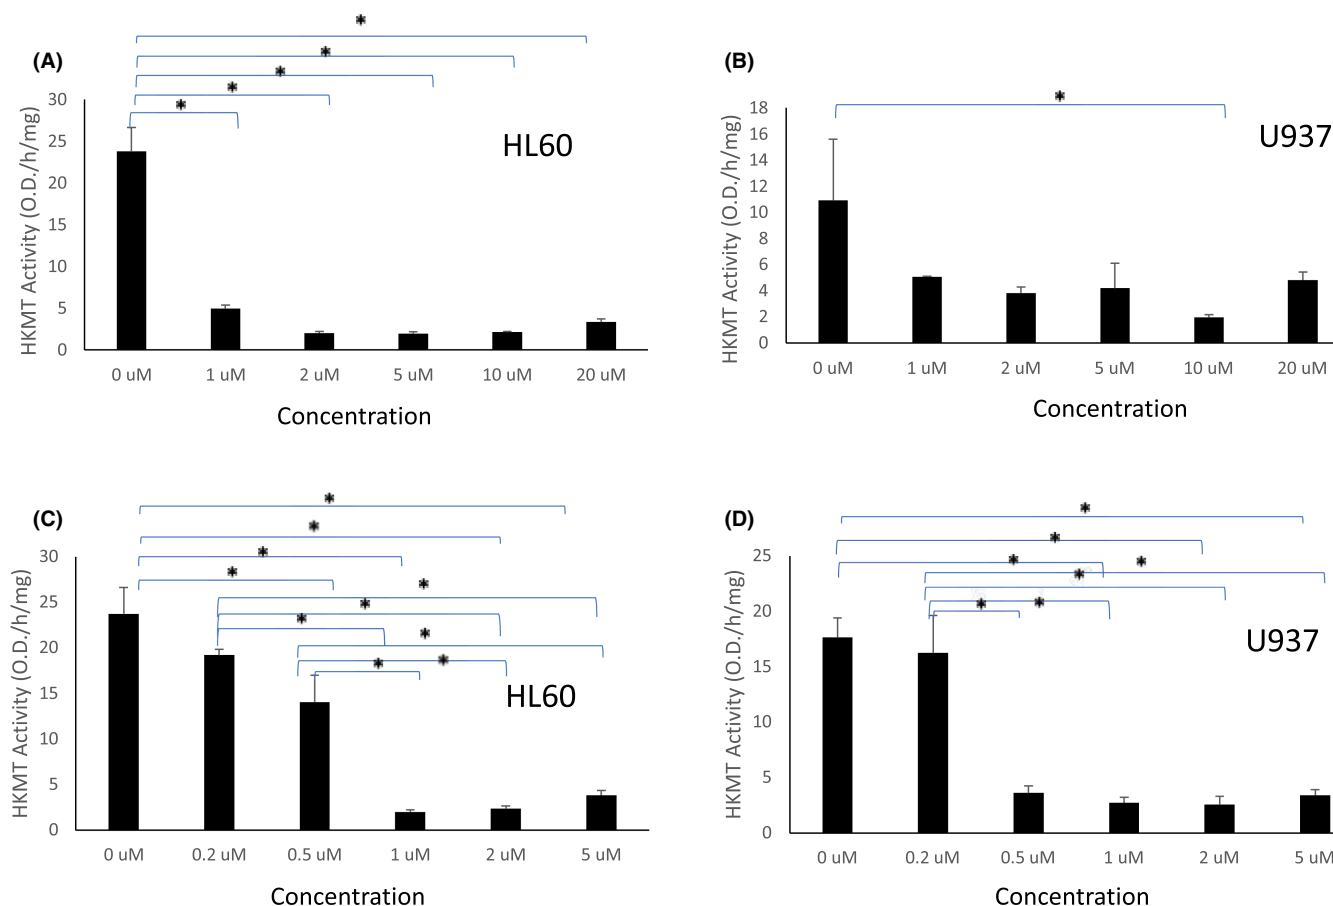 (A)
HL60
HKMT Activity (O.D./h/mg)
30
25
20
15
10
5
0
0 uM 1 uM 2 uM 5 uM 10 uM 20 uM
Concentration
(B)
U937
HKMT Activity (O.D./h/mg)
18
16
14
12
10
8
6
4
2
0
0 uM 1 uM 2 uM 5 uM 10 uM 20 uM
Concentration
(C)
HL60
HKMT Activity (O.D./h/mg)
30
25
20
15
10
5
0
0 uM 0.2 uM 0.5 uM 1 uM 2 uM 5 uM
Concentration
(D)
U937
HKMT Activity (O.D./h/mg)
25
20
15
10
5
0
0 uM 0.2 uM 0.5 uM 1 uM 2 uM 5 uM
Concentration